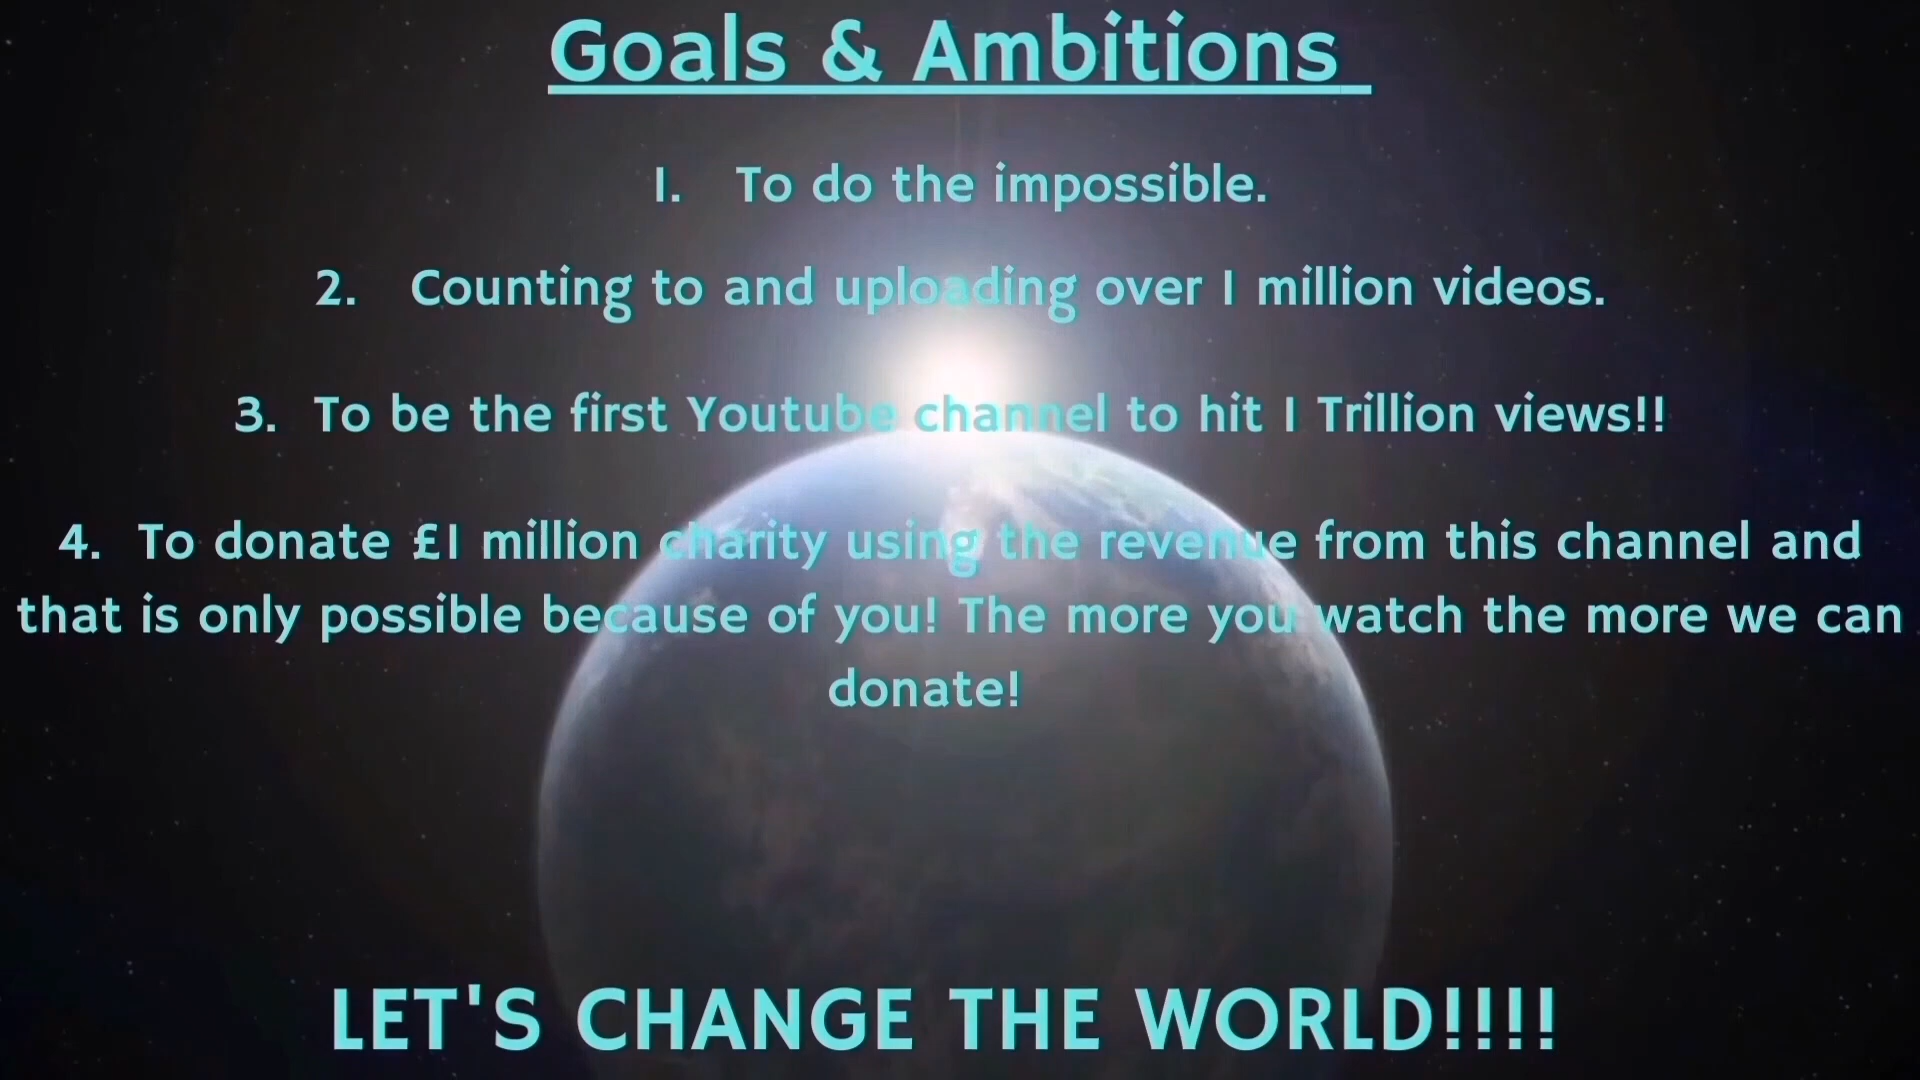 Goals & Ambitions
1. To do the impossible.
2. Counting to and uploading over 1 million videos.
3. To be the first Youtube channel to hit 1 Trillion views!!
4. To donate £1 million charity using the revenue from this channel and
that is only possible because of you! The more you watch the more we can
donate!
LET'S CHANGE THE WORLD!!!!